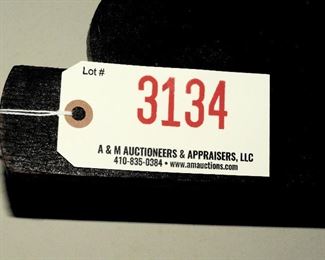 Lot #
3134
A & M AUCTIONEERS & APPRAISERS, LLC
410-835-0384 • www.amauctions.com